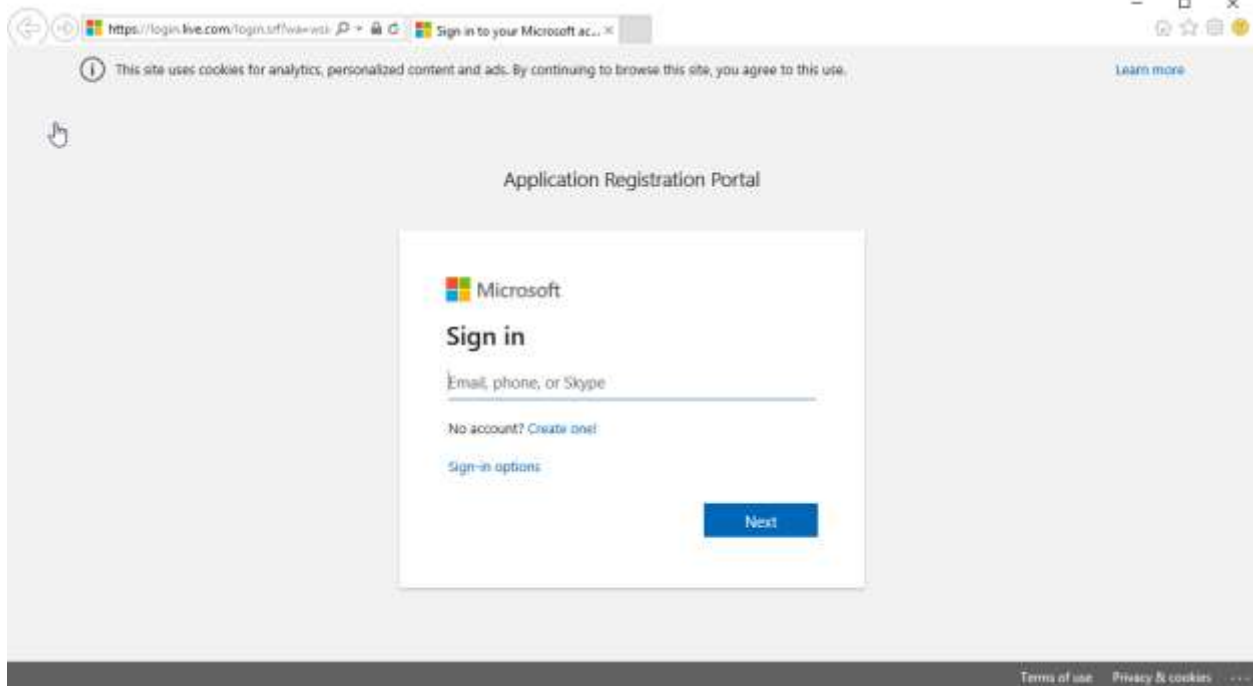 https://login.live.com/login.srf?wa=wsi
Sign in to your Microsoft ac...
This site uses cookies for analytics, personalized content and ads. By continuing to browse this site, you agree to this use.
Learn more
Application Registration Portal
Microsoft
Sign in
Email, phone, or Skype
No account? Create one!
Sign-in options
Next
Terms of use Privacy & cookies ...